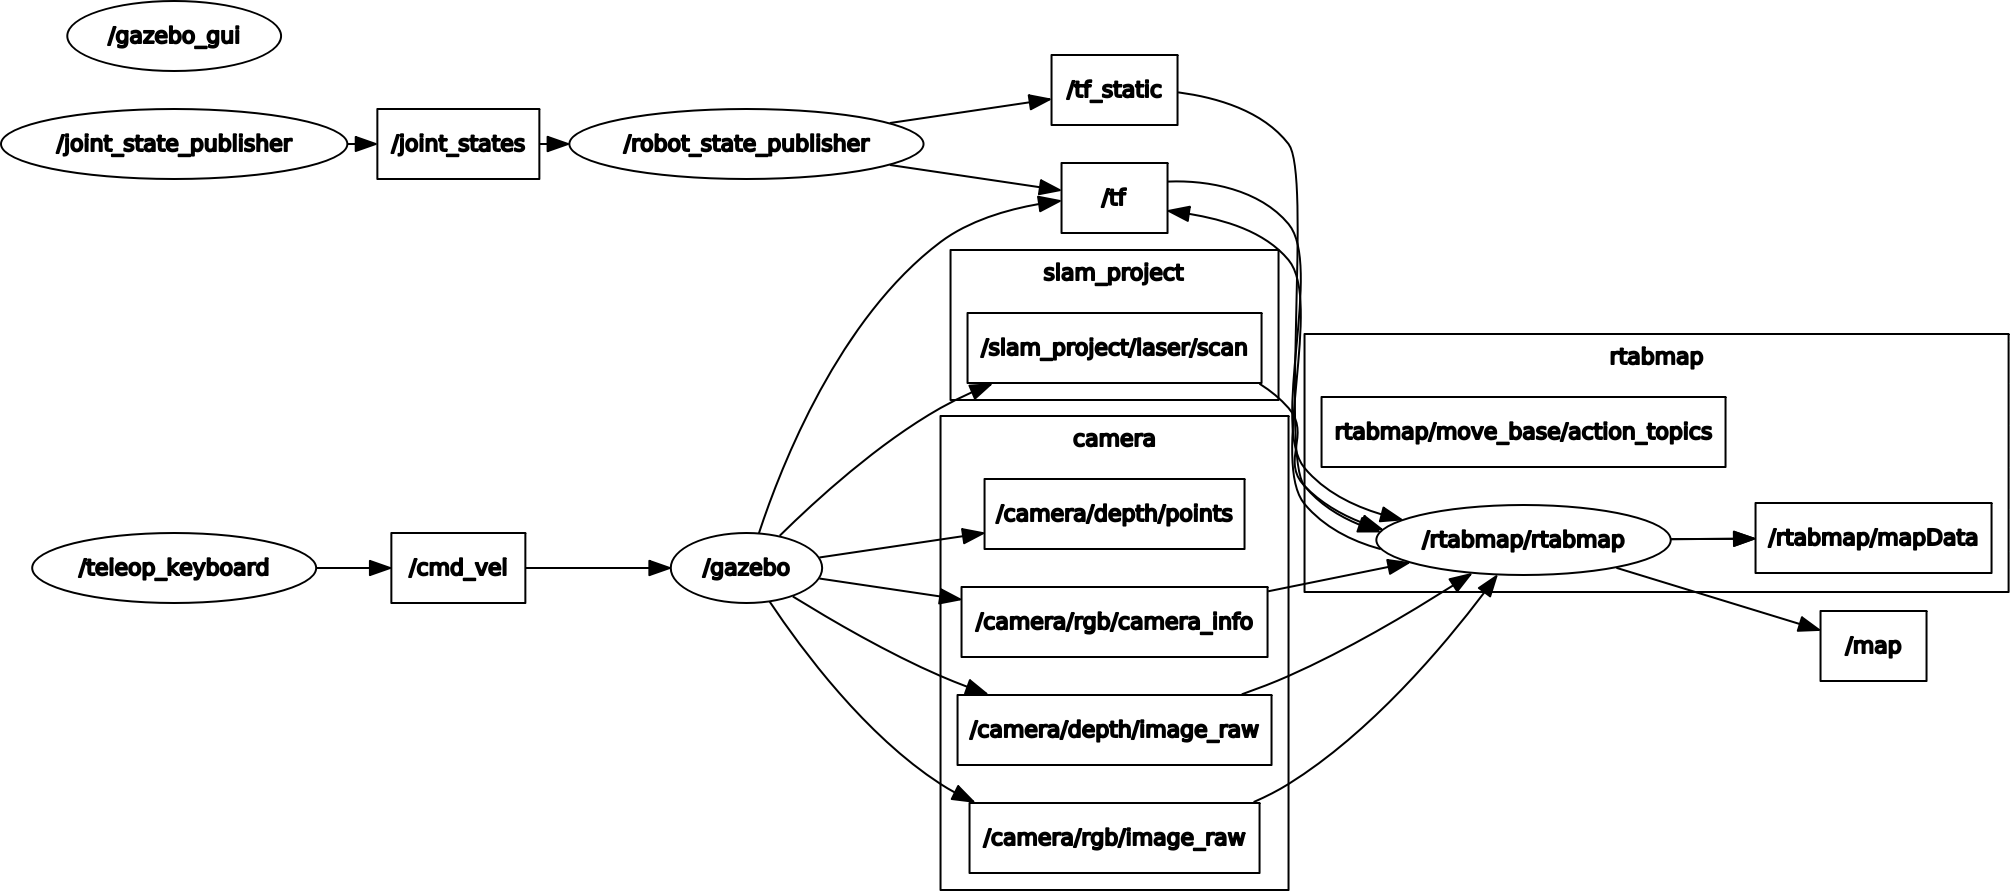 /gazebo_gui
/joint_state_publisher
/joint_states
/robot_state_publisher
/tf_static
/tf
slam_project
/slam_project/laser/scan
camera
/camera/depth/points
/camera/rgb/camera_info
/camera/depth/image_raw
/camera/rgb/image_raw
/teleop_keyboard
/cmd_vel
/gazebo
rtabmap
rtabmap/move_base/action_topics
/rtabmap/rtabmap
/rtabmap/mapData
/map